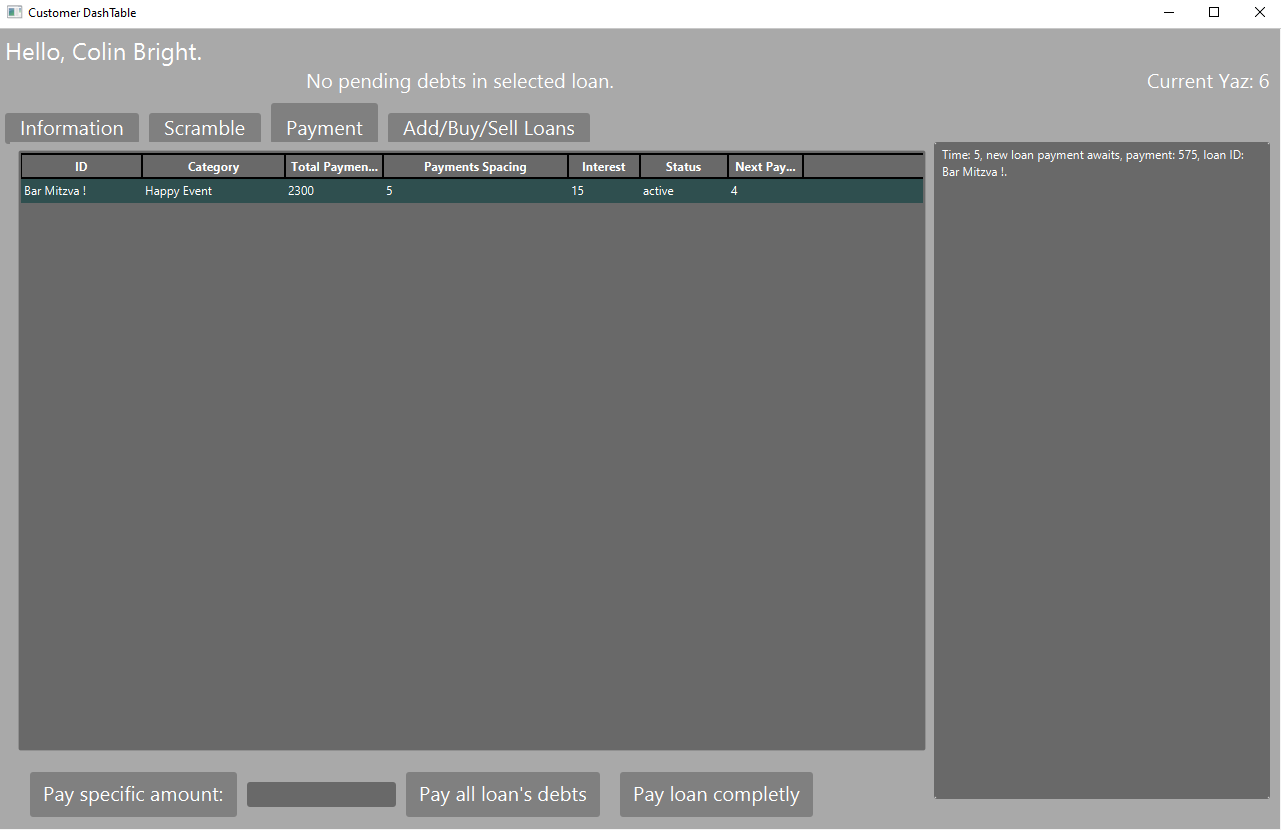 Customer DashTable
Hello, Colin Bright.
No pending debts in selected loan.
Current Yaz: 6
Information Scramble Payment Add/Buy/Sell Loans
ID Category Total Paymen... Payments Spacing Interest Status Next Pay...
Bar Mitzva ! Happy Event 2300 5 15 active 4
Time: 5, new loan payment awaits, payment: 575, loan ID:
Bar Mitzva !.
Pay specific amount: Pay all loan's debts Pay loan completly